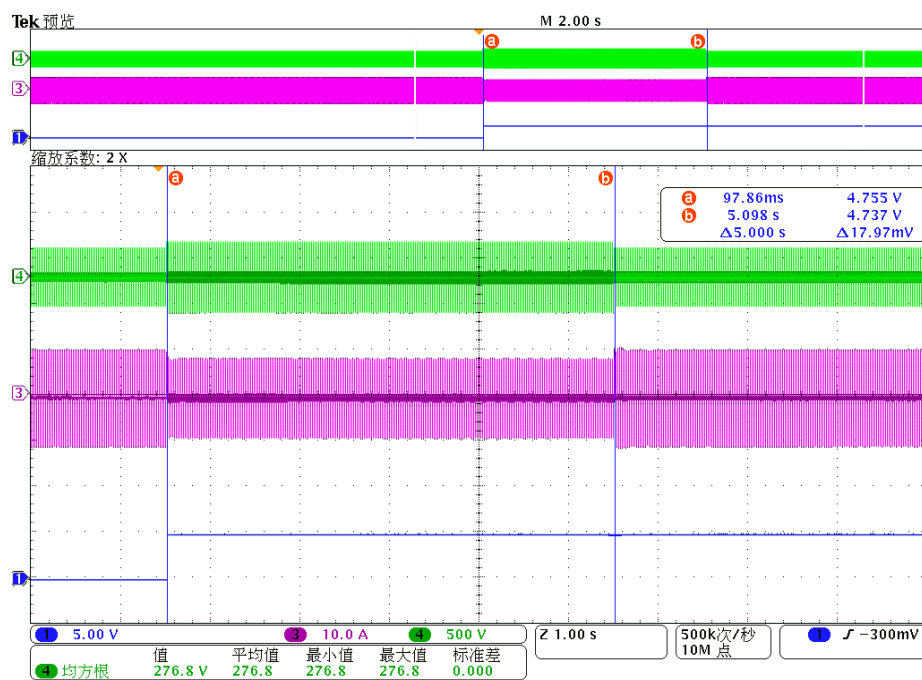 Tek 预览 M 2.00 s
a b
4
3
1
缩放系数: 2 X
a b
a 97.86ms 4.755 V
b 5.098 s 4.737 V
Δ5.000 s Δ17.97mV
4
3
1
1 5.00 V 3 10.0 A 4 500 V
Z 1.00 s
500k次/秒
10M 点
1 ∫ −300mV
值 平均值 最小值 最大值 标准差
4 均方根 276.8 V 276.8 276.8 276.8 0.000